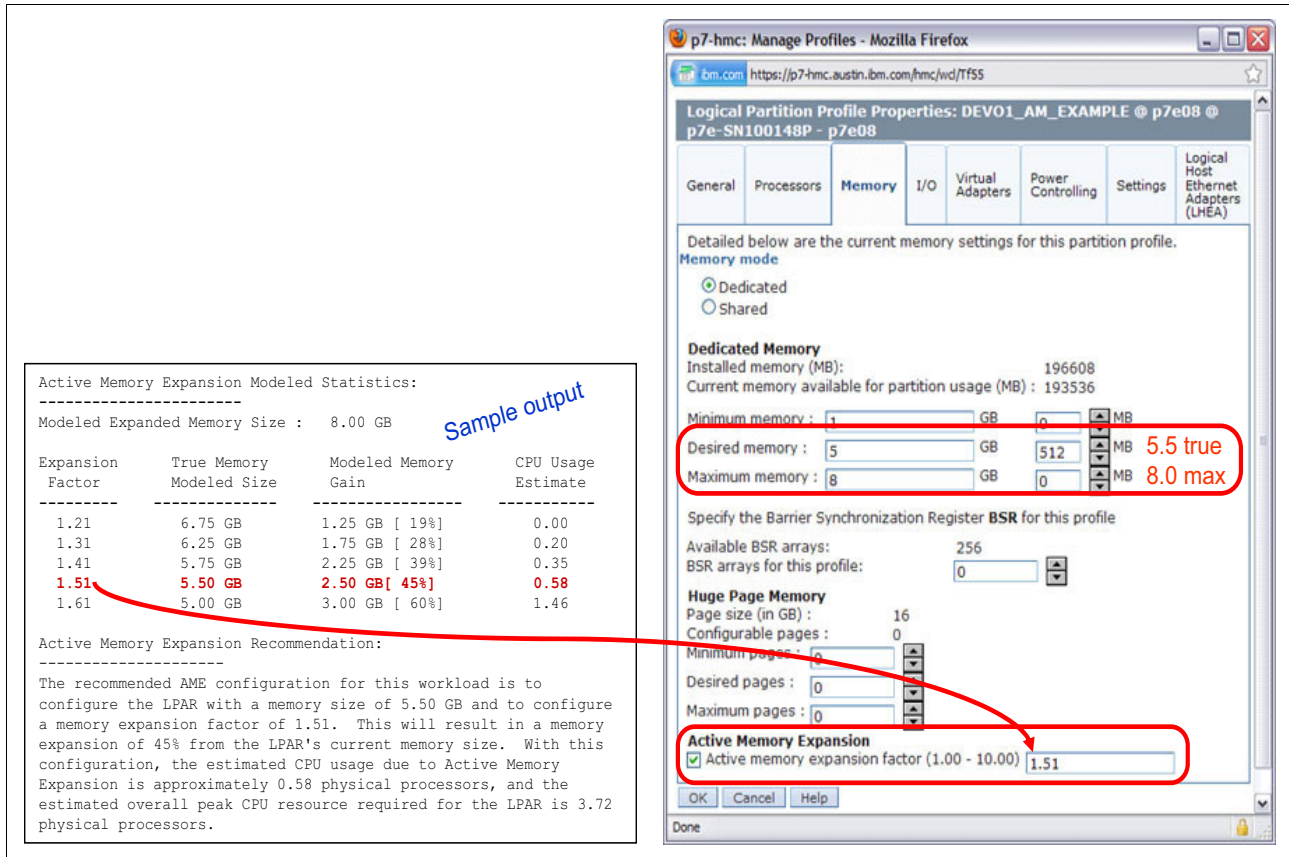 Active Memory Expansion Modeled Statistics:
-----------------------
Modeled Expanded Memory Size :   8.00 GB
Sample output
Expansion   True Memory   Modeled Memory   CPU Usage
Factor   Modeled Size   Gain   Estimate
---------   --------------   -----------------   -----------
1.21   6.75 GB   1.25 GB [ 19%]   0.00
1.31   6.25 GB   1.75 GB [ 28%]   0.20
1.41   5.75 GB   2.25 GB [ 39%]   0.35
1.51   5.50 GB   2.50 GB[ 45%]   0.58
1.61   5.00 GB   3.00 GB [ 60%]   1.46
Active Memory Expansion Recommendation:
---------------------
The recommended AME configuration for this workload is to
configure the LPAR with a memory size of 5.50 GB and to configure
a memory expansion factor of 1.51.  This will result in a memory
expansion of 45% from the LPAR's current memory size.  With this
configuration, the estimated CPU usage due to Active Memory
Expansion is approximately 0.58 physical processors, and the
estimated overall peak CPU resource required for the LPAR is 3.72
physical processors.
p7-hmc: Manage Profiles - Mozilla Firefox
ibm.com https://p7-hmc.austin.ibm.com/hmc/wcl/Tf55
Logical Partition Profile Properties: DEVO1_AM_EXAMPLE @ p7e08 @
p7e-SN100148P - p7e08
General   Processors   Memory   I/O   Virtual Adapters   Power Controlling   Settings   Logical Host Ethernet Adapters (LHEA)
Detailed below are the current memory settings for this partition profile.
Memory mode
Dedicated
Shared
Dedicated Memory
Installed memory (MB): 196608
Current memory available for partition usage (MB) : 193536
Minimum memory : 1 GB 0 MB
Desired memory : 5 GB 512 MB 5.5 true
Maximum memory : 8 GB 0 MB 8.0 max
Specify the Barrier Synchronization Register BSR for this profile
Available BSR arrays: 256
BSR arrays for this profile: 0
Huge Page Memory
Page size (in GB) : 16
Configurable pages : 0
Minimum pages : 0
Desired pages : 0
Maximum pages : 0
Active Memory Expansion
Active memory expansion factor (1.00 - 10.00) 1.51
OK   Cancel   Help
Done